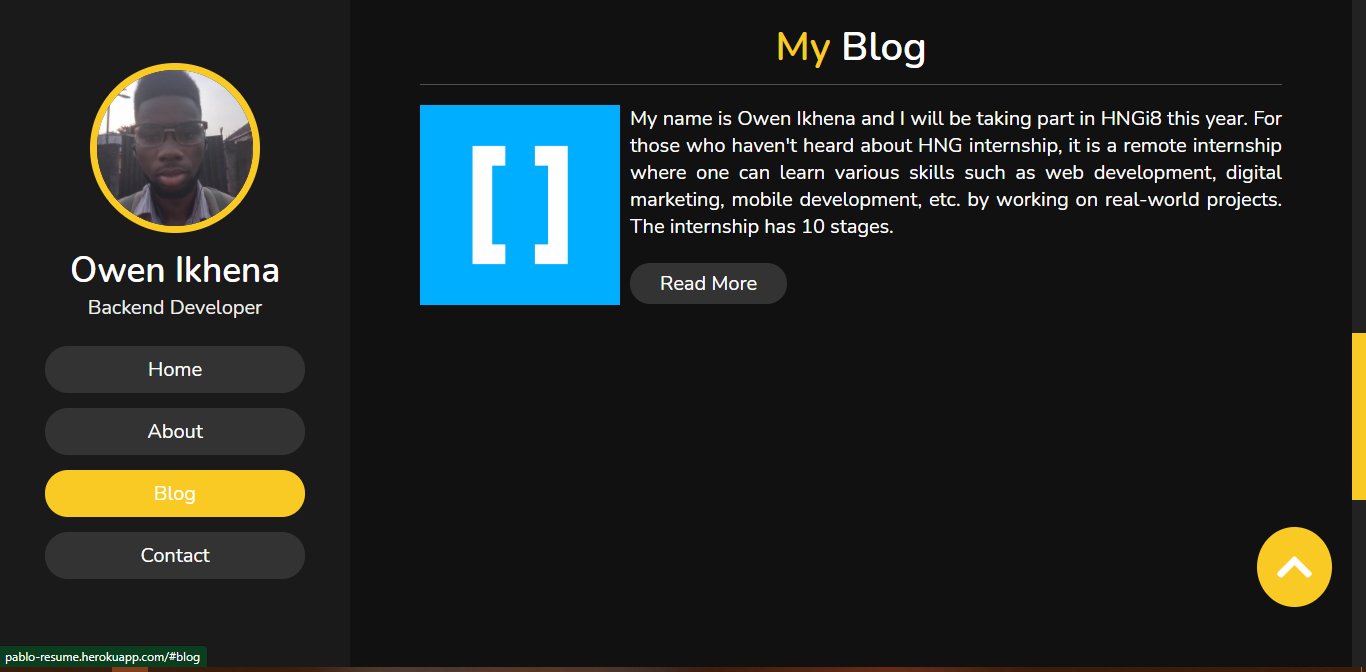 Owen Ikhena
Backend Developer
Home
About
Blog
Contact
My Blog
[ ]
My name is Owen Ikhena and I will be taking part in HNGi8 this year. For
those who haven't heard about HNG internship, it is a remote internship
where one can learn various skills such as web development, digital
marketing, mobile development, etc. by working on real-world projects.
The internship has 10 stages.
Read More
pablo-resume.herokuapp.com/#blog